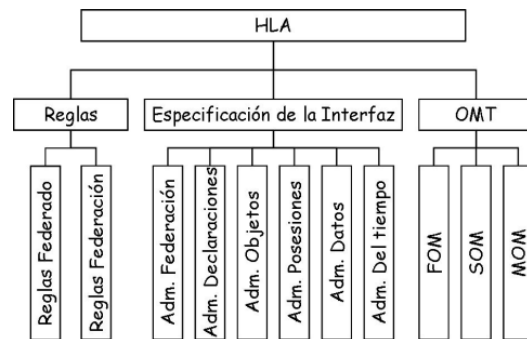 HLA
Reglas
Especificación de la Interfaz
OMT
Reglas Federado
Reglas Federación
Adm. Federación
Adm. Declaraciones
Adm. Objetos
Adm. Posesiones
Adm. Datos
Adm. Del tiempo
FOM
SOM
MOM